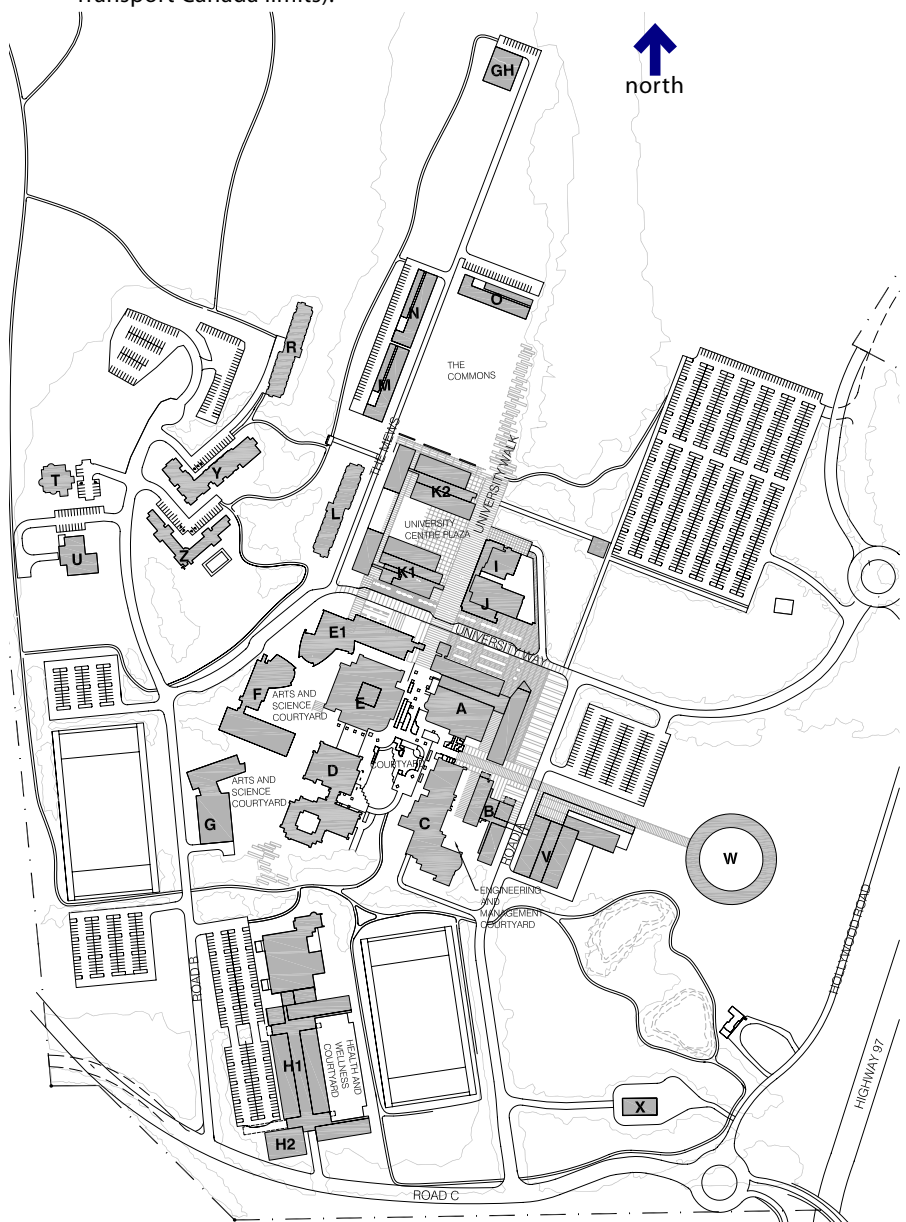 Transport Canada limits).
north
GH
N
O
R
M
THE
COMMONS
THE MEWS
UNIVERSITY WALK
T
Y
K2
L
UNIVERSITY
CENTRE PLAZA
Z
U
I
K1
J
E1
UNIVERSITY WAY
F
ARTS AND
SCIENCE
COURTYARD
E
A
COURTYARD
D
ARTS AND
SCIENCE
COURTYARD
G
C
B
ROAD A
V
W
ENGINEERING
AND
MANAGEMENT
COURTYARD
HOLLYWOOD ROAD
ROAD B
HIGHWAY 97
H1
HEALTH AND
WELLNESS
COURTYARD
X
H2
ROAD C